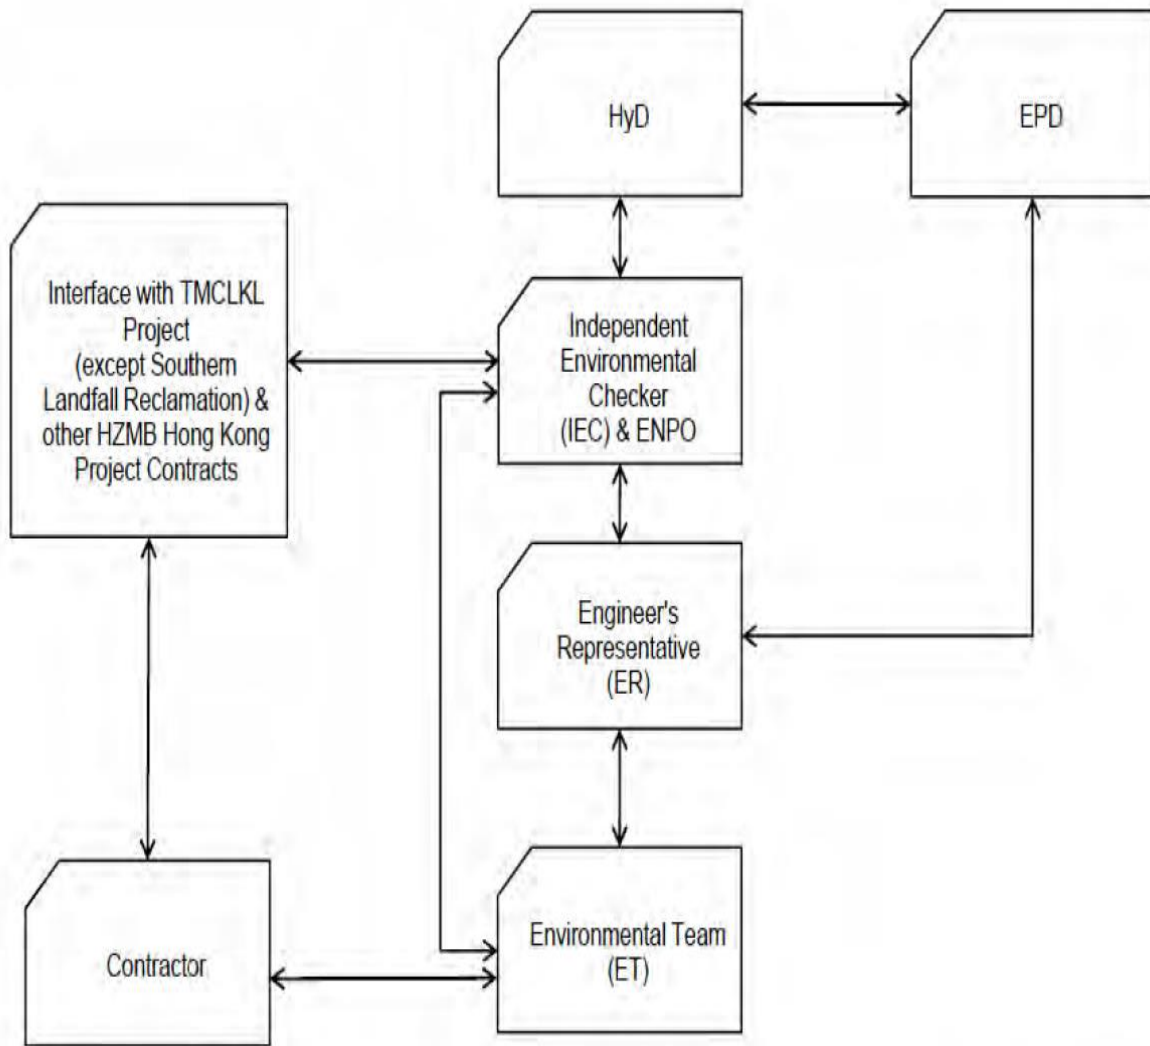 HyD
EPD
Interface with TMCLKL
Project
(except Southern
Landfall Reclamation) &
other HZMB Hong Kong
Project Contracts
Independent
Environmental
Checker
(IEC) & ENPO
Engineer's
Representative
(ER)
Contractor
Environmental Team
(ET)